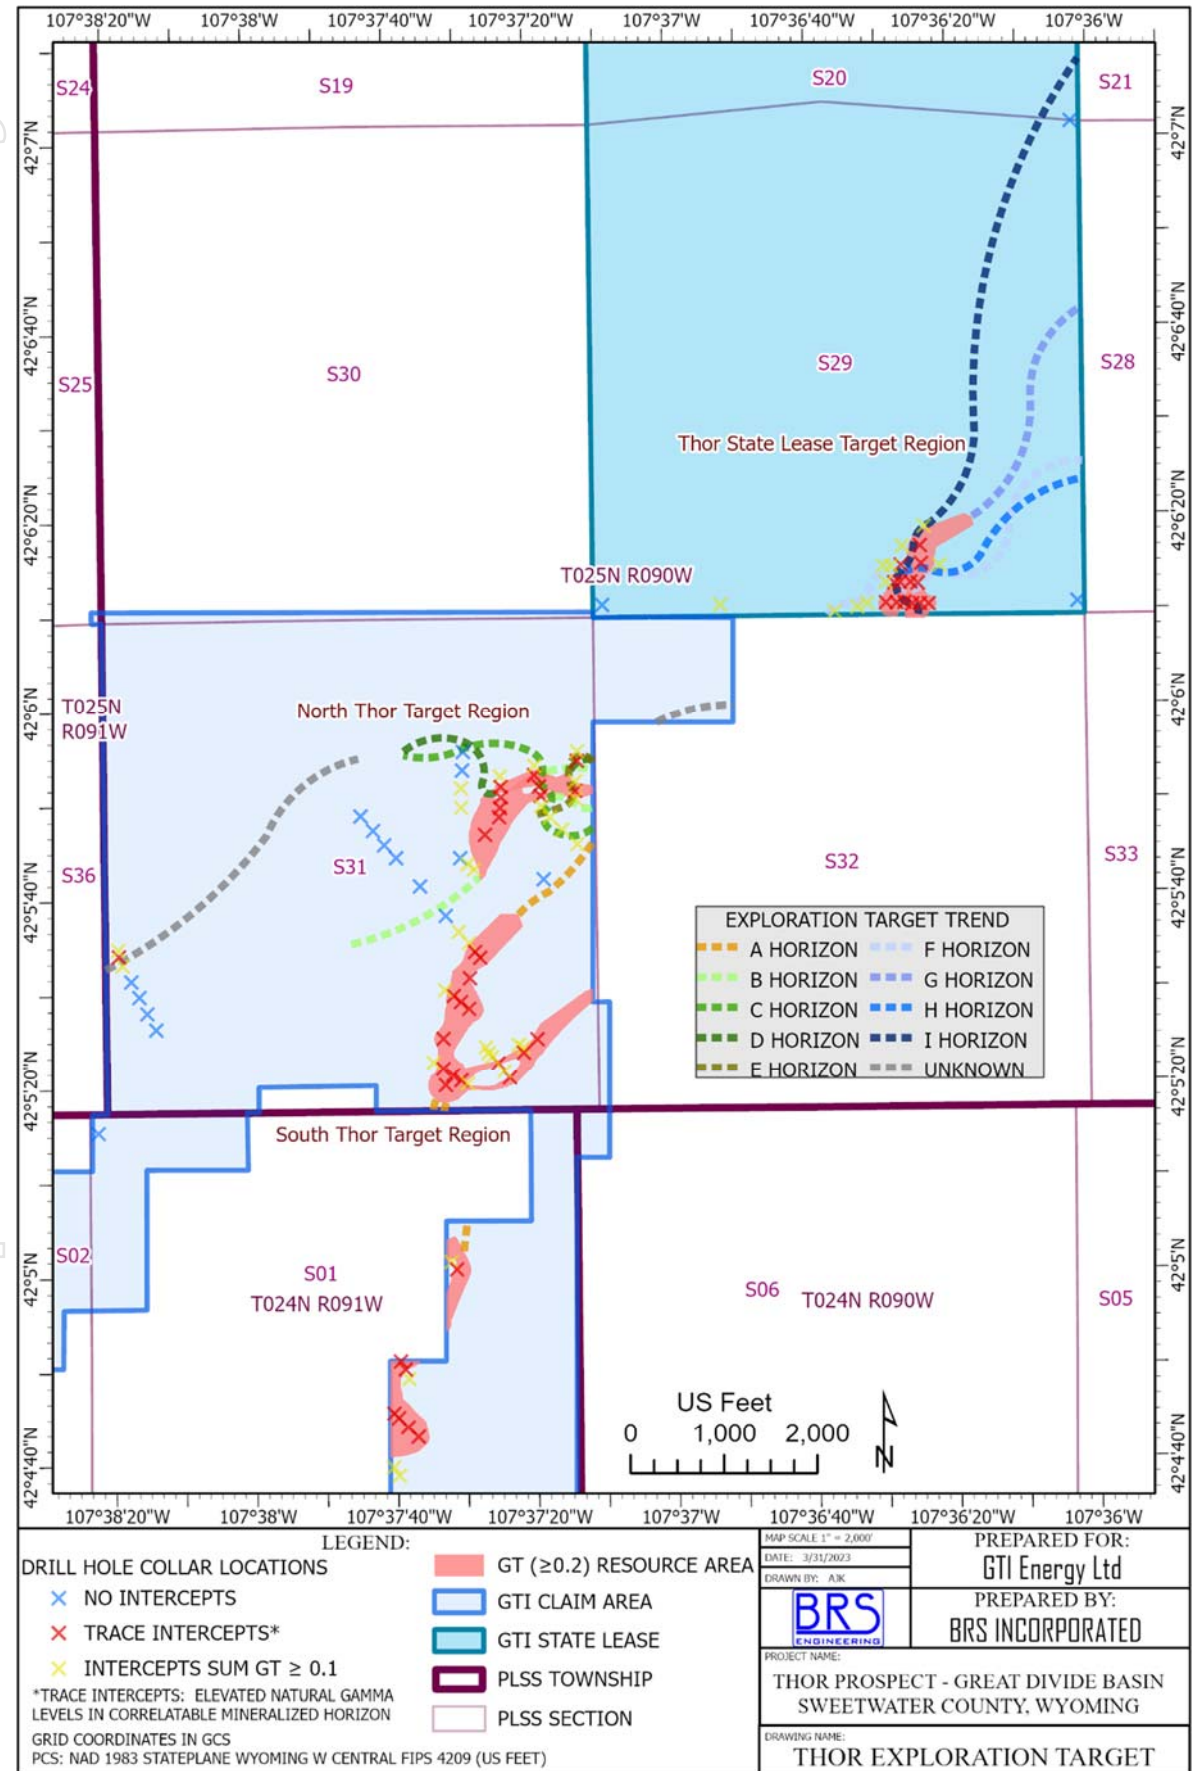 107°38'20"W 107°38'W 107°37'40"W 107°37'20"W 107°37'W 107°36'40"W 107°36'20"W 107°36'W
S24
S19
S20
S21
42°7'N
42°7'N
42°6'40"N
42°6'40"N
S25
S30
S29
S28
Thor State Lease Target Region
42°6'20"N
42°6'20"N
T025N R090W
T025N
R091W
42°6'N
42°6'N
North Thor Target Region
S36
S31
S32
S33
42°5'40"N
42°5'40"N
EXPLORATION TARGET TREND
A HORIZON F HORIZON
B HORIZON G HORIZON
C HORIZON H HORIZON
D HORIZON I HORIZON
E HORIZON UNKNOWN
42°5'20"N
42°5'20"N
South Thor Target Region
S02
S01
T024N R091W
S06
T024N R090W
S05
42°5'N
42°5'N
US Feet
0 1,000 2,000
N
42°4'40"N
42°4'40"N
107°38'20"W 107°38'W 107°37'40"W 107°37'20"W 107°37'W 107°36'40"W 107°36'20"W 107°36'W
LEGEND:
DRILL HOLE COLLAR LOCATIONS
NO INTERCEPTS
TRACE INTERCEPTS*
INTERCEPTS SUM GT ≥ 0.1
*TRACE INTERCEPTS: ELEVATED NATURAL GAMMA
LEVELS IN CORRELATABLE MINERALIZED HORIZON
GRID COORDINATES IN GCS
PCS: NAD 1983 STATEPLANE WYOMING W CENTRAL FIPS 4209 (US FEET)
GT (≥0.2) RESOURCE AREA
GTI CLAIM AREA
GTI STATE LEASE
PLSS TOWNSHIP
PLSS SECTION
MAP SCALE 1" = 2,000'
DATE: 3/31/2023
DRAWN BY: AJK
BRS
ENGINEERING
PREPARED FOR:
GTI Energy Ltd
PREPARED BY:
BRS INCORPORATED
PROJECT NAME:
THOR PROSPECT - GREAT DIVIDE BASIN
SWEETWATER COUNTY, WYOMING
DRAWING NAME:
THOR EXPLORATION TARGET